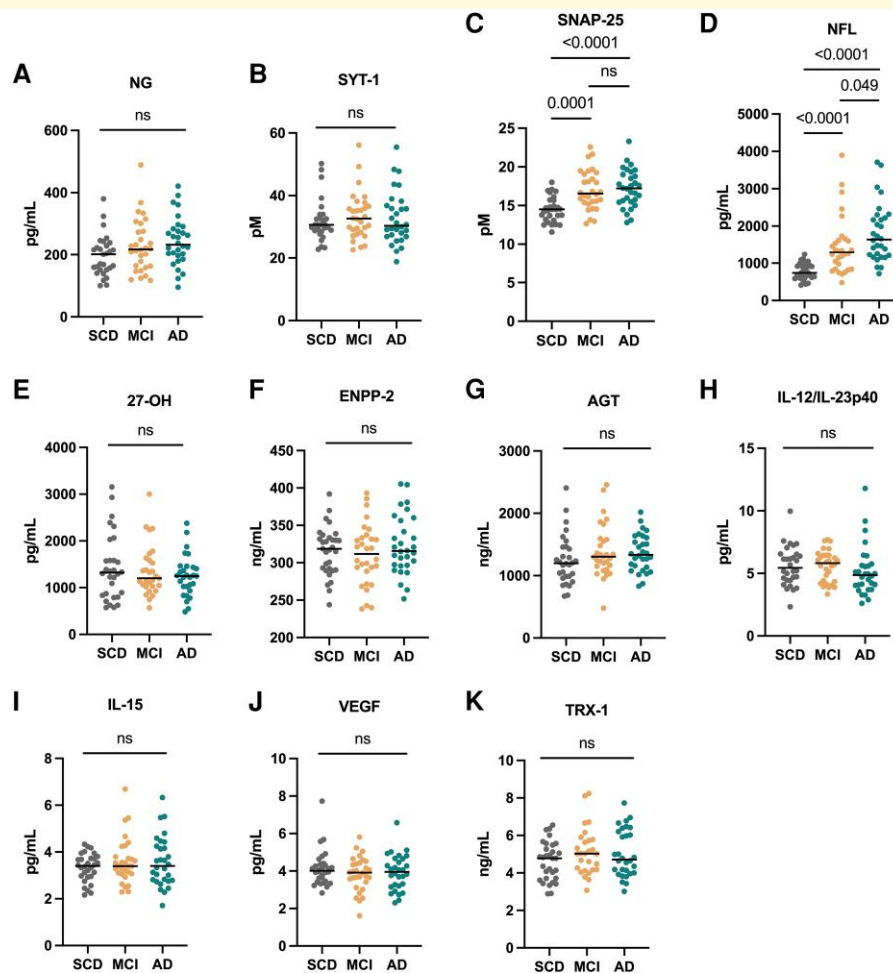 A
NG
ns
pg/mL
600
400
200
0
SCD MCI AD
B
SYT-1
ns
pM
60
40
20
0
SCD MCI AD
C
SNAP-25
<0.0001
ns
0.0001
pM
25
20
15
10
5
0
SCD MCI AD
D
NFL
<0.0001
0.049
<0.0001
pg/mL
5000
4000
3000
2000
1000
0
SCD MCI AD
E
27-OH
ns
pg/mL
4000
3000
2000
1000
0
SCD MCI AD
F
ENPP-2
ns
ng/mL
450
400
350
300
250
200
SCD MCI AD
G
AGT
ns
ng/mL
3000
2000
1000
0
SCD MCI AD
H
IL-12/IL-23p40
ns
pg/mL
15
10
5
0
SCD MCI AD
I
IL-15
ns
pg/mL
8
6
4
2
0
SCD MCI AD
J
VEGF
ns
pg/mL
10
8
6
4
2
0
SCD MCI AD
K
TRX-1
ns
ng/mL
10
8
6
4
2
0
SCD MCI AD